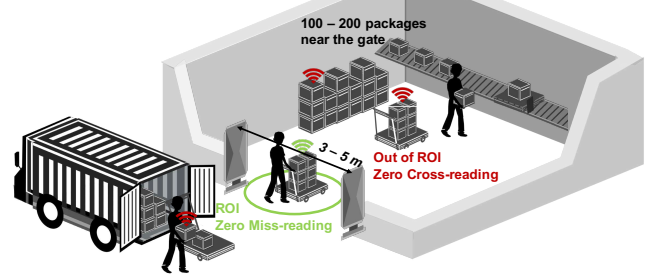 100 – 200 packages
near the gate
3 – 5 m
Out of ROI
Zero Cross-reading
ROI
Zero Miss-reading